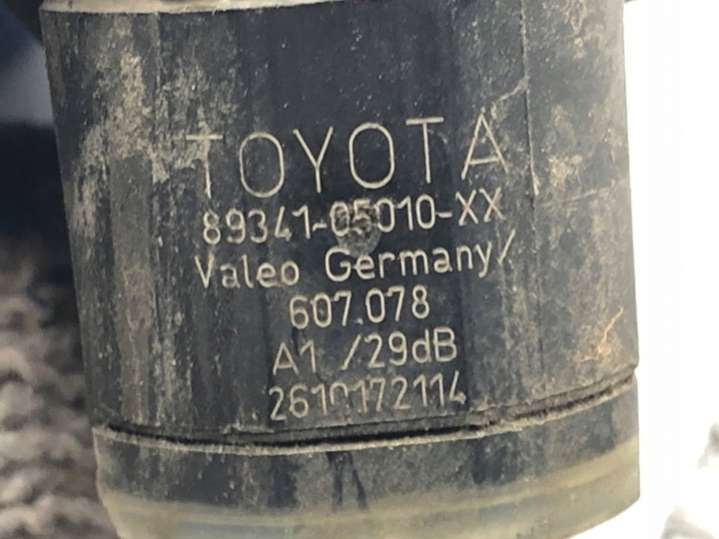 TOYOTA
89341-05010-XX
Valeo Germany/
607.078
A1 /29dB
2610172114